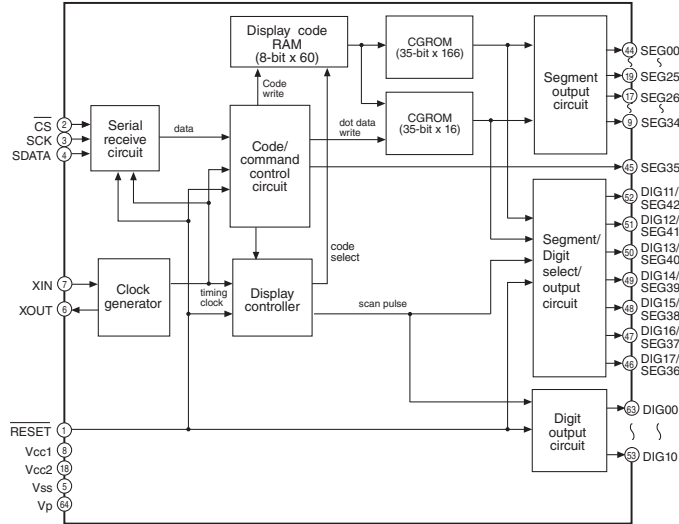 Display code
RAM
(8-bit x 60)
CGROM
(35-bit x 166)
CGROM
(35-bit x 16)
Segment
output
circuit
44 SEG00
19 SEG25
17 SEG26
9 SEG34
45 SEG35
Code
write
dot data
write
CS 2
SCK 3
SDATA 4
Serial
receive
circuit
data
Code/
command
control
circuit
code
select
Segment/
Digit
select/
output
circuit
52 DIG11/
SEG42
51 DIG12/
SEG41
50 DIG13/
SEG40
49 DIG14/
SEG39
48 DIG15/
SEG38
47 DIG16/
SEG37
46 DIG17/
SEG36
XIN 7
XOUT 6
Clock
generator
timing
clock
Display
controller
scan pulse
RESET 1
Vcc1 8
Vcc2 18
Vss 5
Vp 64
Digit
output
circuit
63 DIG00
53 DIG10